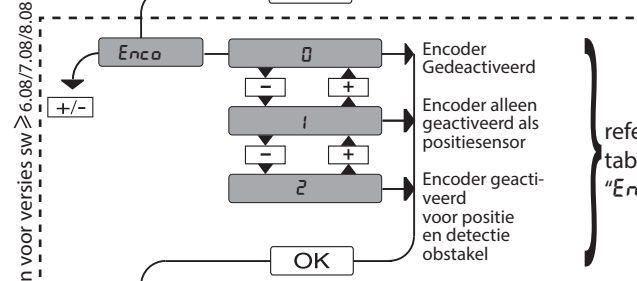 n voor versies sw ⩾6.08/7.08/8.08
Enco
+/-
0
- +
1
- +
2
OK
Encoder
Gedeactiveerd
Encoder alleen
geactiveerd als
positiesensor
Encoder geacti-
veerd
voor positie
en detectie
obstakel
refe
tab
“En